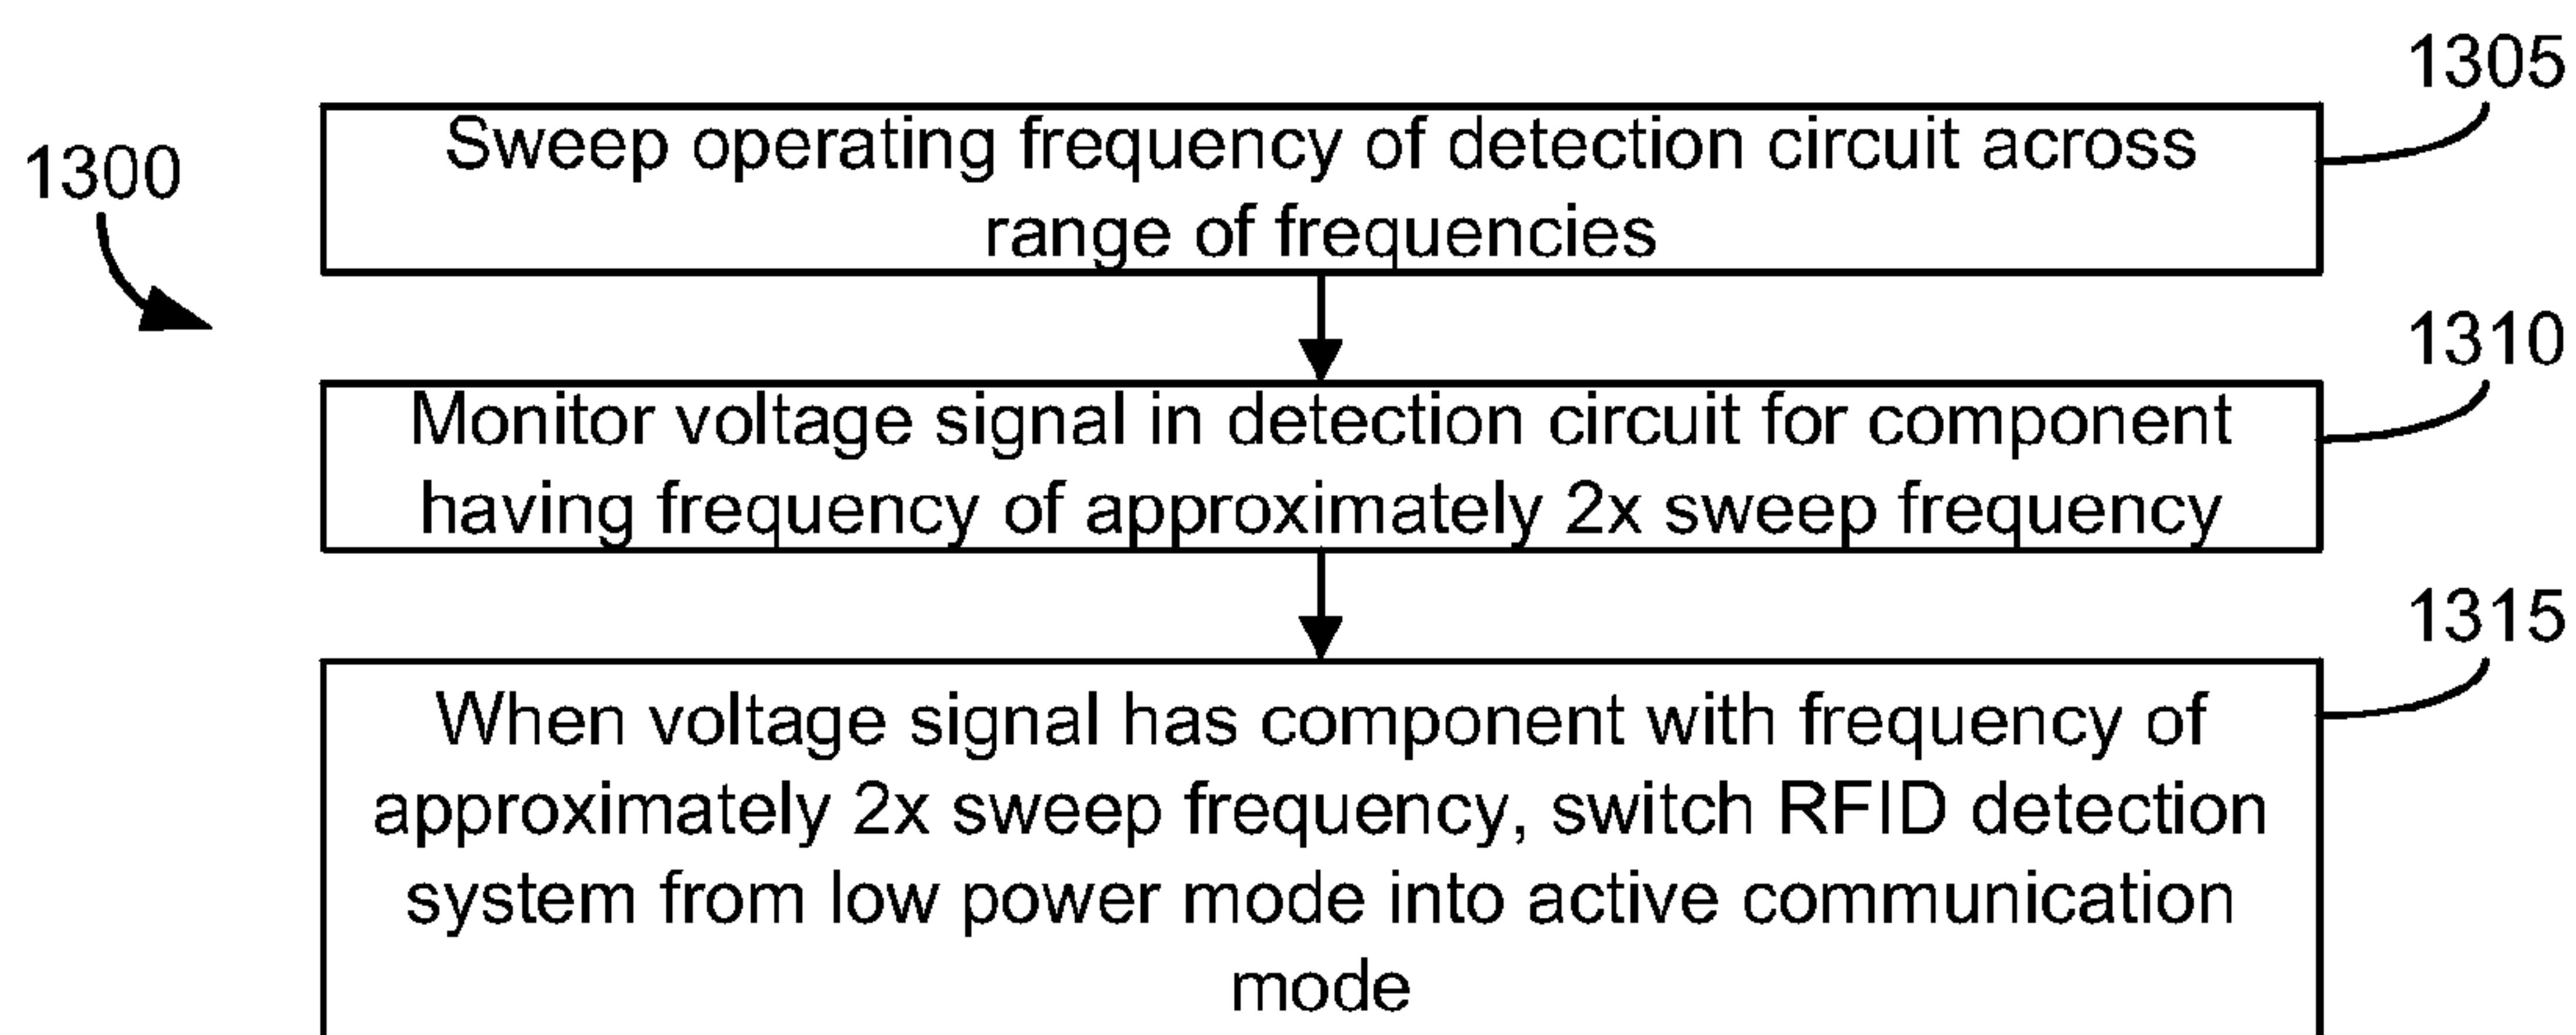 1305
Sweep operating frequency of detection circuit across
range of frequencies
1300
1310
Monitor voltage signal in detection circuit for component
having frequency of approximately 2x sweep frequency
1315
When voltage signal has component with frequency of
approximately 2x sweep frequency, switch RFID detection
system from low power mode into active communication
mode